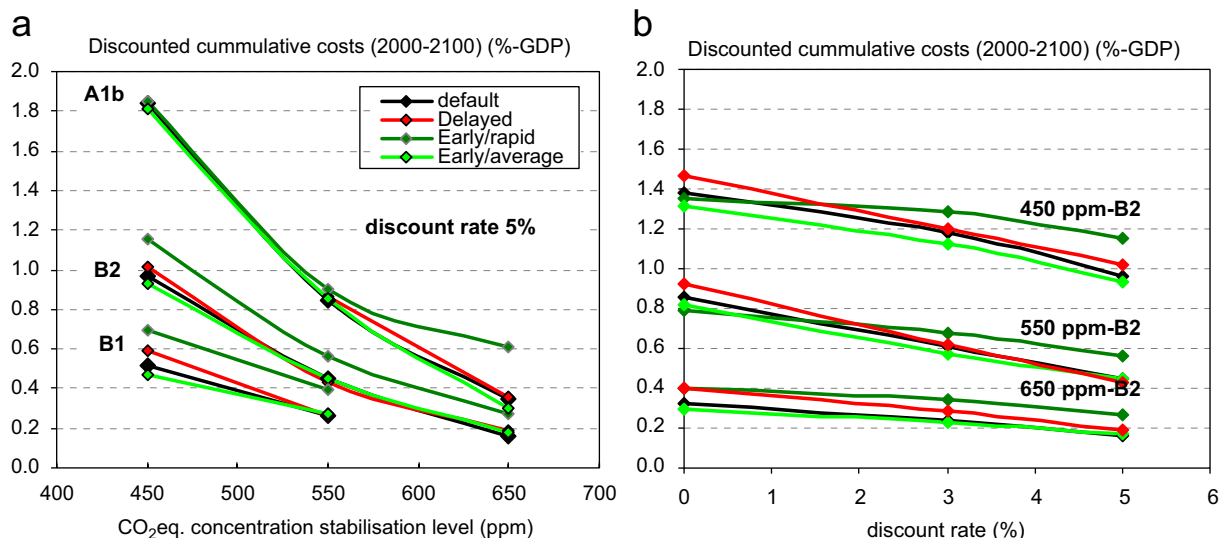 a
Discounted cummulative costs (2000-2100) (%-GDP)
2.0
1.8
1.6
1.4
1.2
1.0
0.8
0.6
0.4
0.2
0.0
A1b
B2
B1
default
Delayed
Early/rapid
Early/average
discount rate 5%
400 450 500 550 600 650 700
CO₂eq. concentration stabilisation level (ppm)
b
Discounted cummulative costs (2000-2100) (%-GDP)
2.0
1.8
1.6
1.4
1.2
1.0
0.8
0.6
0.4
0.2
0.0
450 ppm-B2
550 ppm-B2
650 ppm-B2
0 1 2 3 4 5 6
discount rate (%)